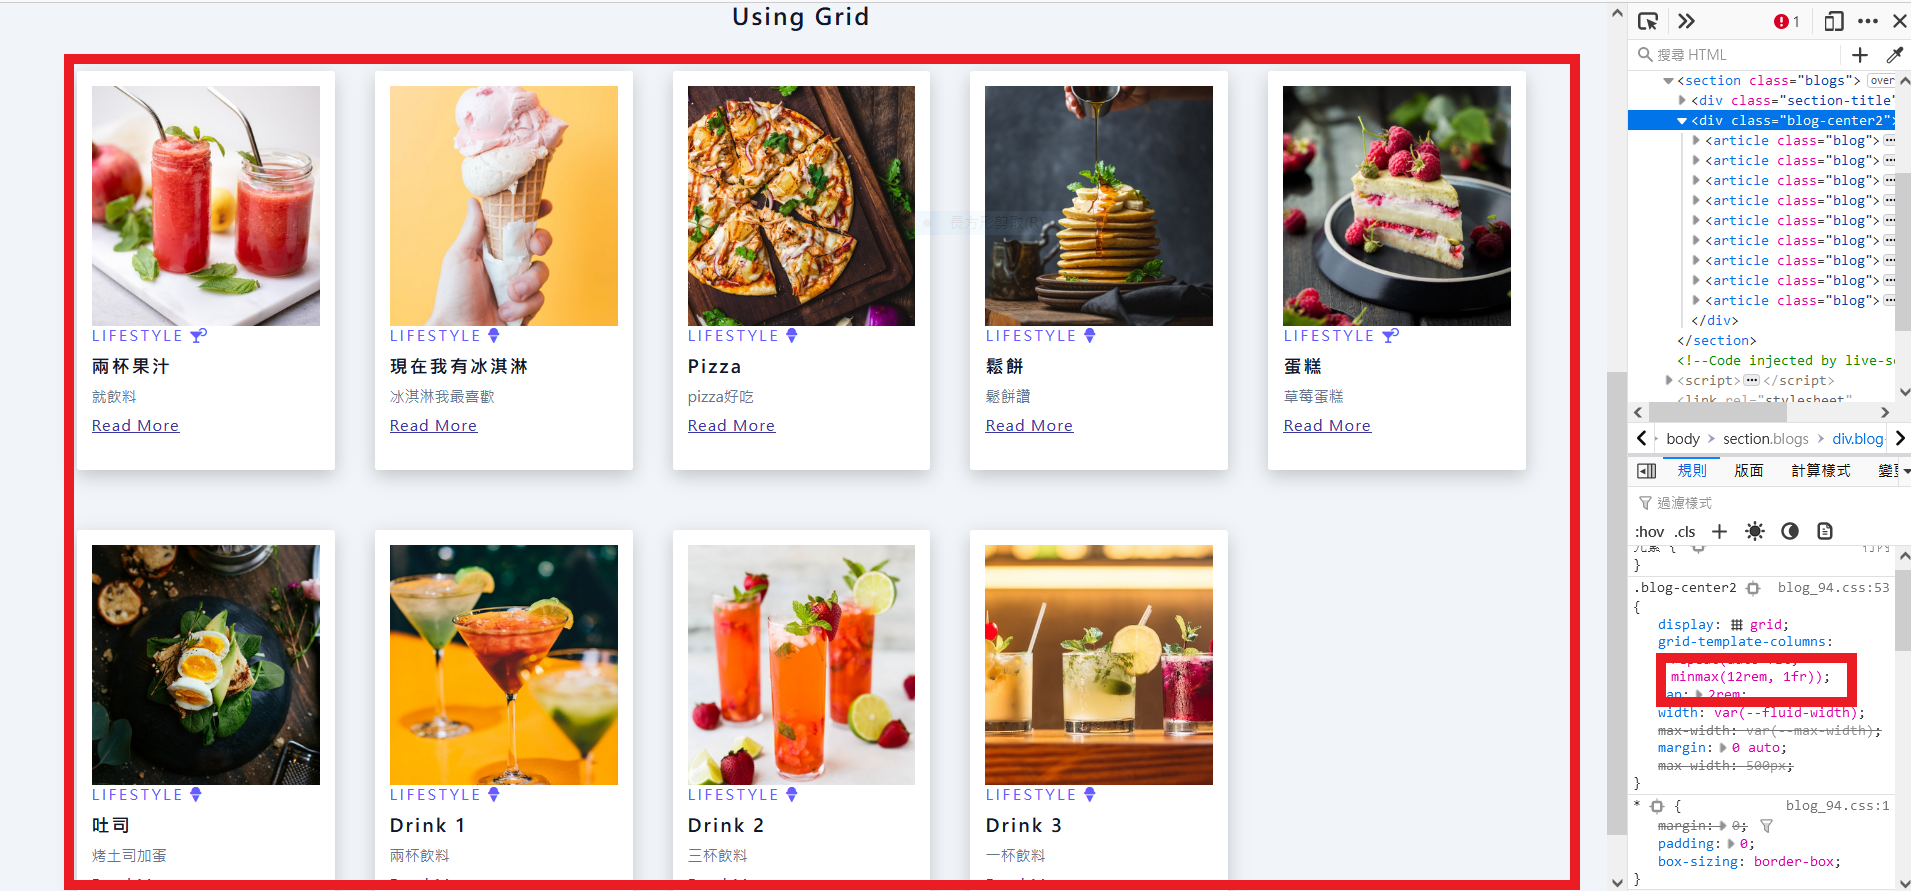 Using Grid
LIFESTYLE
兩杯果汁
就飲料
Read More
LIFESTYLE
現在我有冰淇淋
冰淇淋我最喜歡
Read More
LIFESTYLE
Pizza
pizza好吃
Read More
LIFESTYLE
鬆餅
鬆餅讚
Read More
LIFESTYLE
蛋糕
草莓蛋糕
Read More
LIFESTYLE
吐司
烤土司加蛋
LIFESTYLE
Drink 1
兩杯飲料
LIFESTYLE
Drink 2
三杯飲料
LIFESTYLE
Drink 3
一杯飲料
長方形剪取(R)
1
搜尋 HTML
<section class="blogs"> over
<div class="section-title"
<div class="blog-center2">
<article class="blog">
<article class="blog">
<article class="blog">
<article class="blog">
<article class="blog">
<article class="blog">
<article class="blog">
<article class="blog">
<article class="blog">
</div>
</section>
<!--Code injected by live-s
<script> </script>
<link rel="stylesheet"
body > section.blogs > div.blog
規則 版面 計算樣式 變
過濾樣式
:hov .cls
元素 {
}
.blog-center2 blog_94.css:53
{
display: grid;
grid-template-columns:
minmax(12rem, 1fr));
ap: 2rem;
width: var(--fluid-width);
max-width: var(--max-width);
margin: 0 auto;
max-width: 500px;
}
* { blog_94.css:1
margin: 0;
padding: 0;
box-sizing: border-box;
}